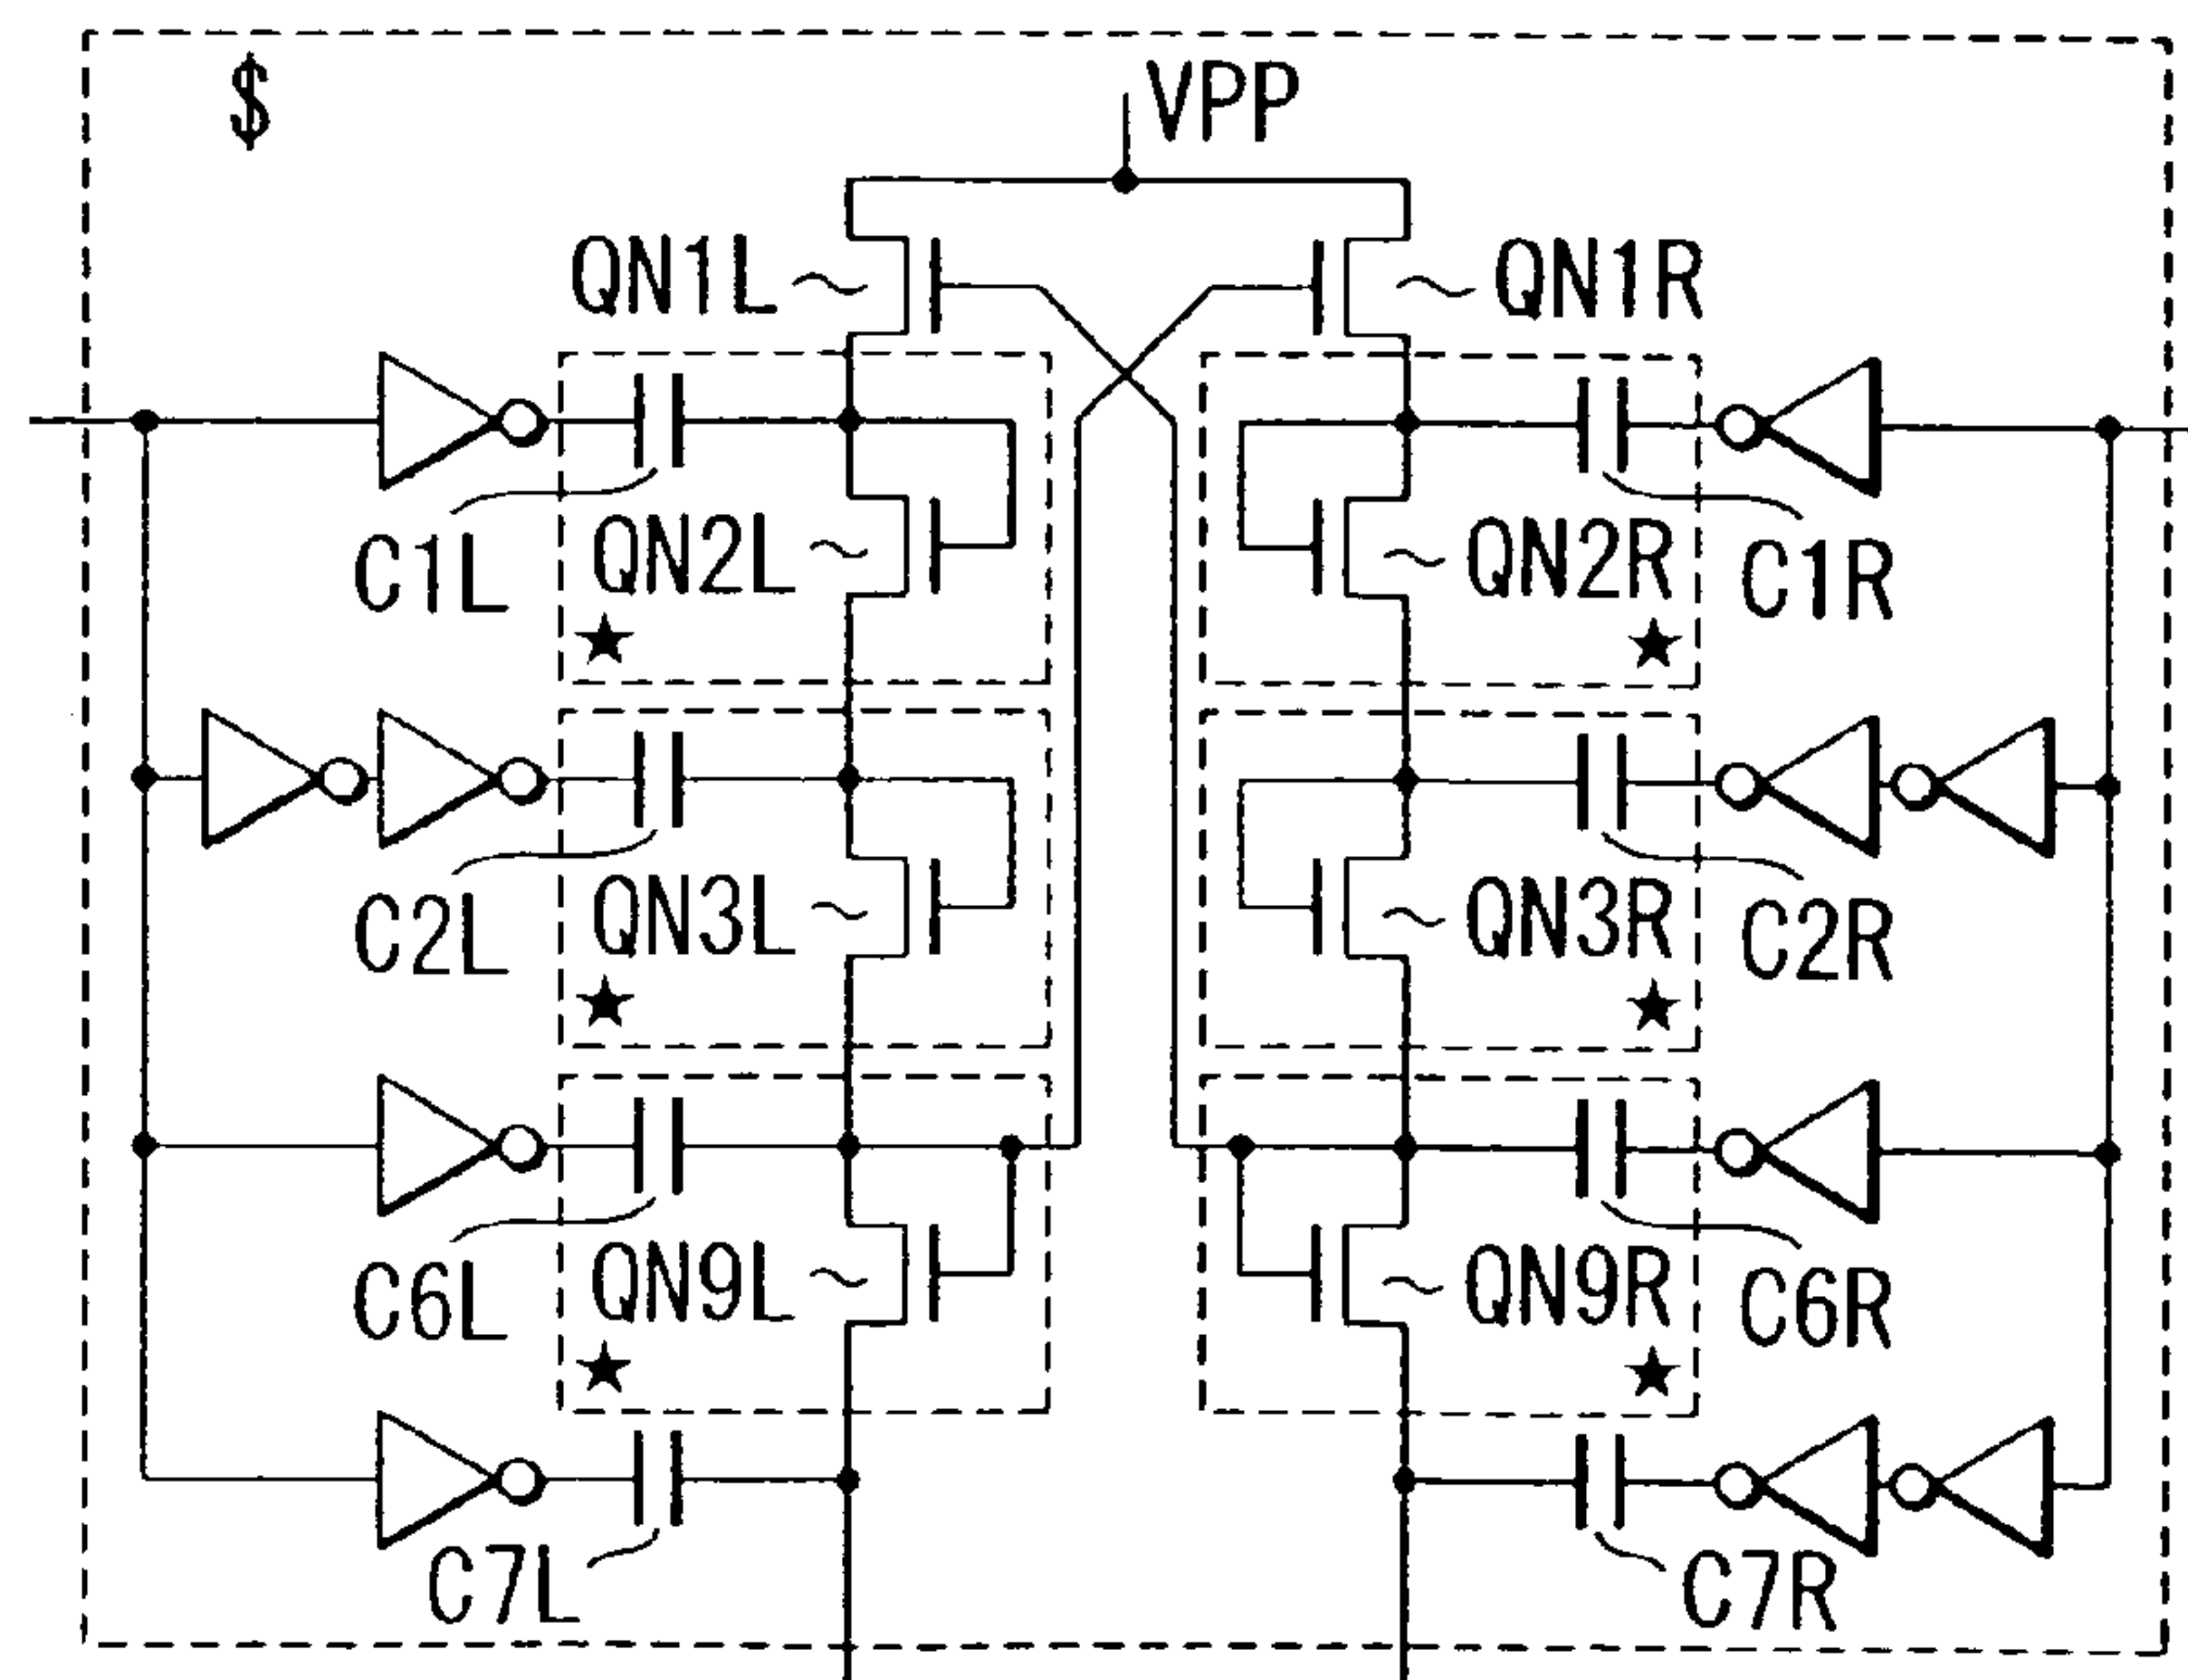 $
VPP
QN1L
QN1R
C1L
QN2L
QN2R
C1R
★
★
C2L
QN3L
QN3R
C2R
★
★
C6L
QN9L
QN9R
C6R
★
★
C7L
C7R